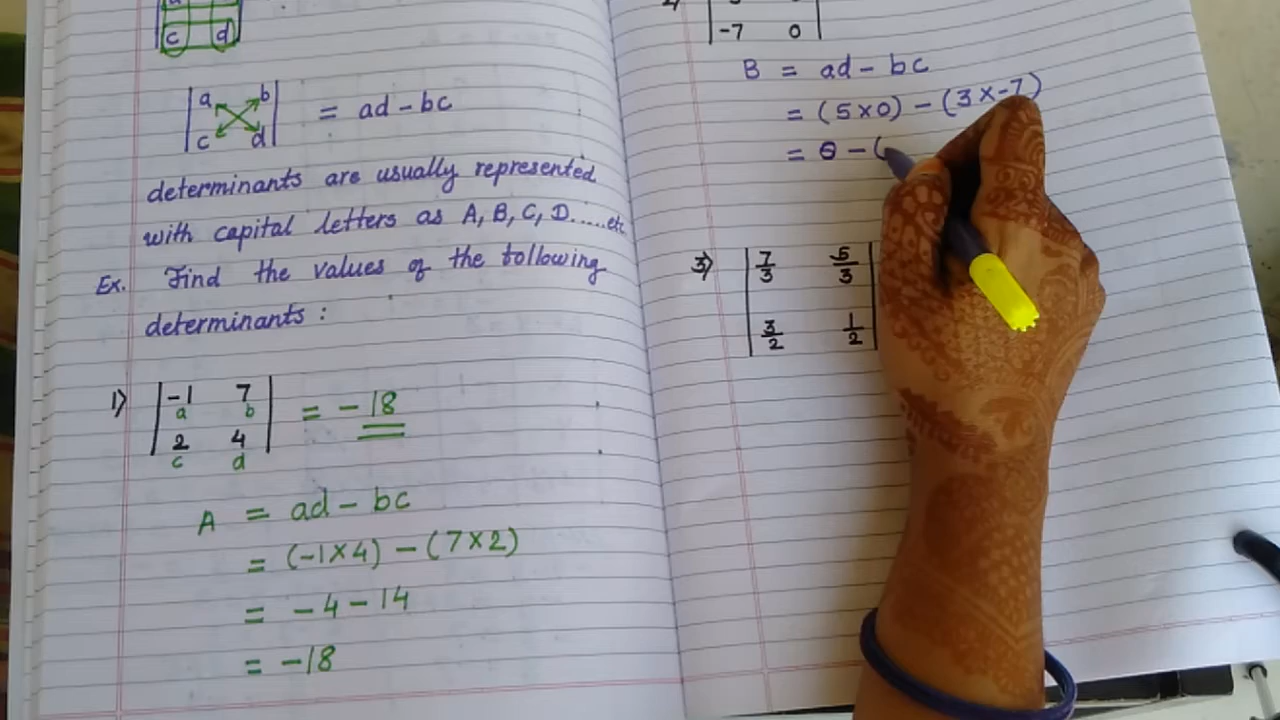 c d
a b
c d
= ad - bc
determinants are usually represented
with capital letters as A, B, C, D.....etc
Ex. Find the values of the following
determinants :
1) -1 7
a b
2 4
c d
= -18
A = ad - bc
= (-1×4) - (7×2)
= -4 - 14
= -18
-7 0
B = ad - bc
= (5×0) - (3×-7)
= 0 - (
3) 7/3 5/3
3/2 1/2